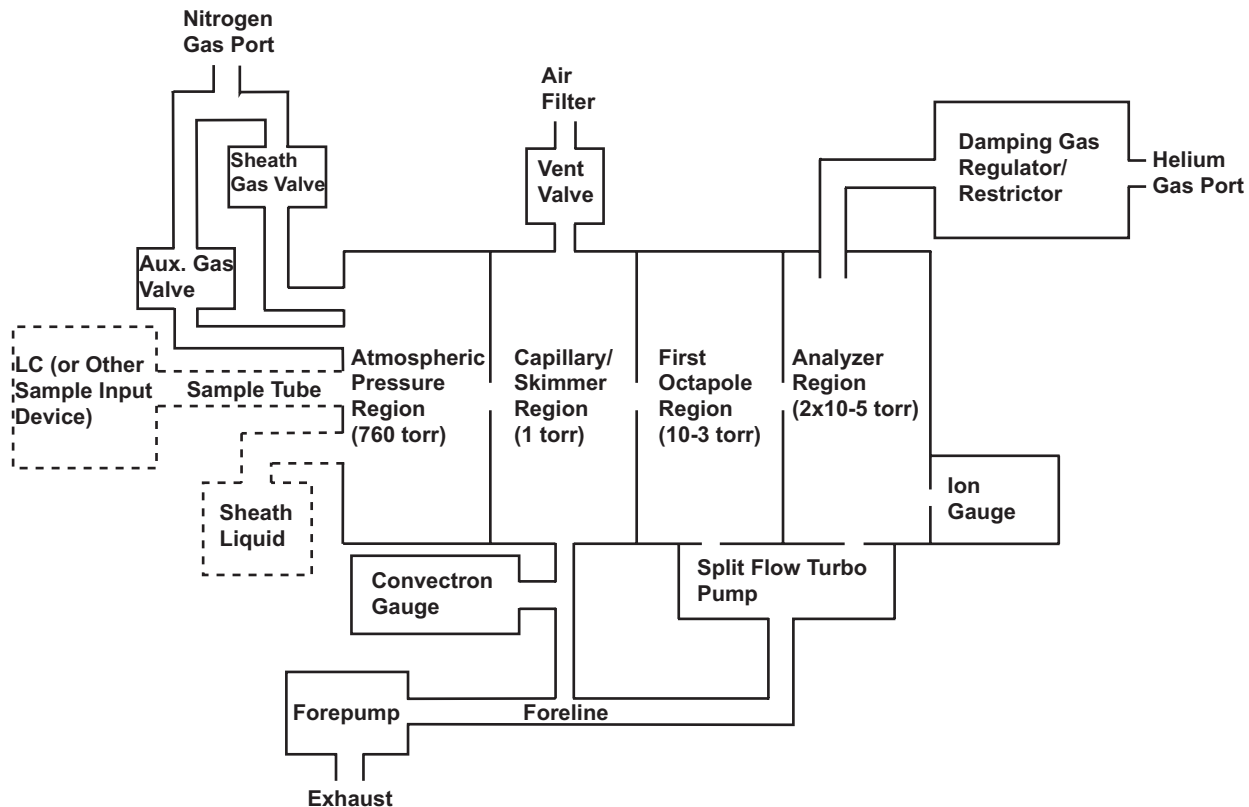 Nitrogen
Gas Port
Air
Filter
Sheath
Gas Valve
Vent
Valve
Damping Gas
Regulator/
Restrictor
Helium
Gas Port
Aux. Gas
Valve
LC (or Other
Sample Input
Device)
Sample Tube
Atmospheric
Pressure
Region
(760 torr)
Capillary/
Skimmer
Region
(1 torr)
First
Octapole
Region
(10-3 torr)
Analyzer
Region
(2x10-5 torr)
Sheath
Liquid
Ion
Gauge
Convectron
Gauge
Split Flow Turbo
Pump
Forepump
Foreline
Exhaust